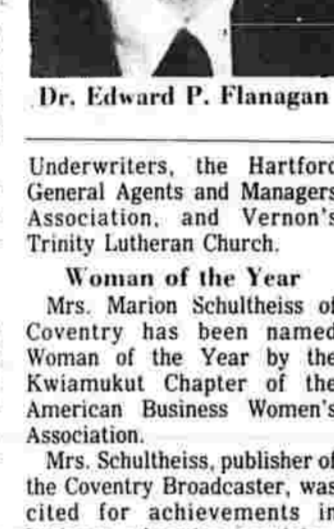 Dr. Edward P. Flanagan
Underwriters, the Hartford
General Agents and Managers
Association, and Vernon's
Trinity Lutheran Church.
Woman of the Year
Mrs. Marion Schultheiss of
Coventry has been named
Woman of the Year by the
Kwiamukut Chapter of the
American Business Women's
Association.
Mrs. Schultheiss, publisher of
the Coventry Broadcaster, was
cited for achievements in